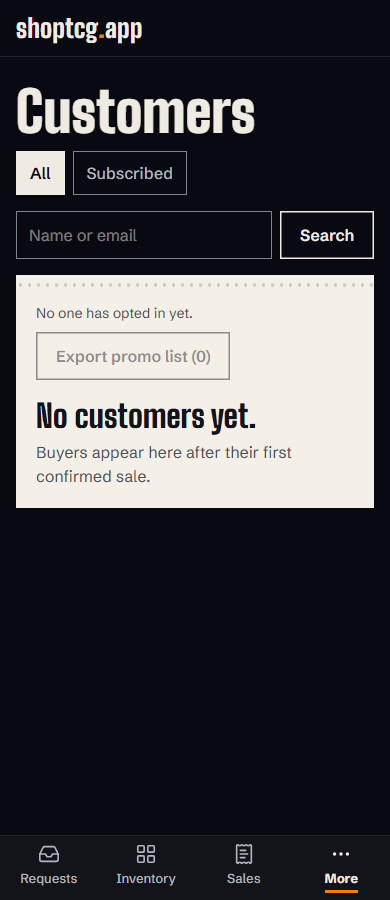 shoptcg.app
Customers
All
Subscribed
Name or email
Search
No one has opted in yet.
Export promo list (0)
No customers yet.
Buyers appear here after their first
confirmed sale.
Requests
Inventory
Sales
More